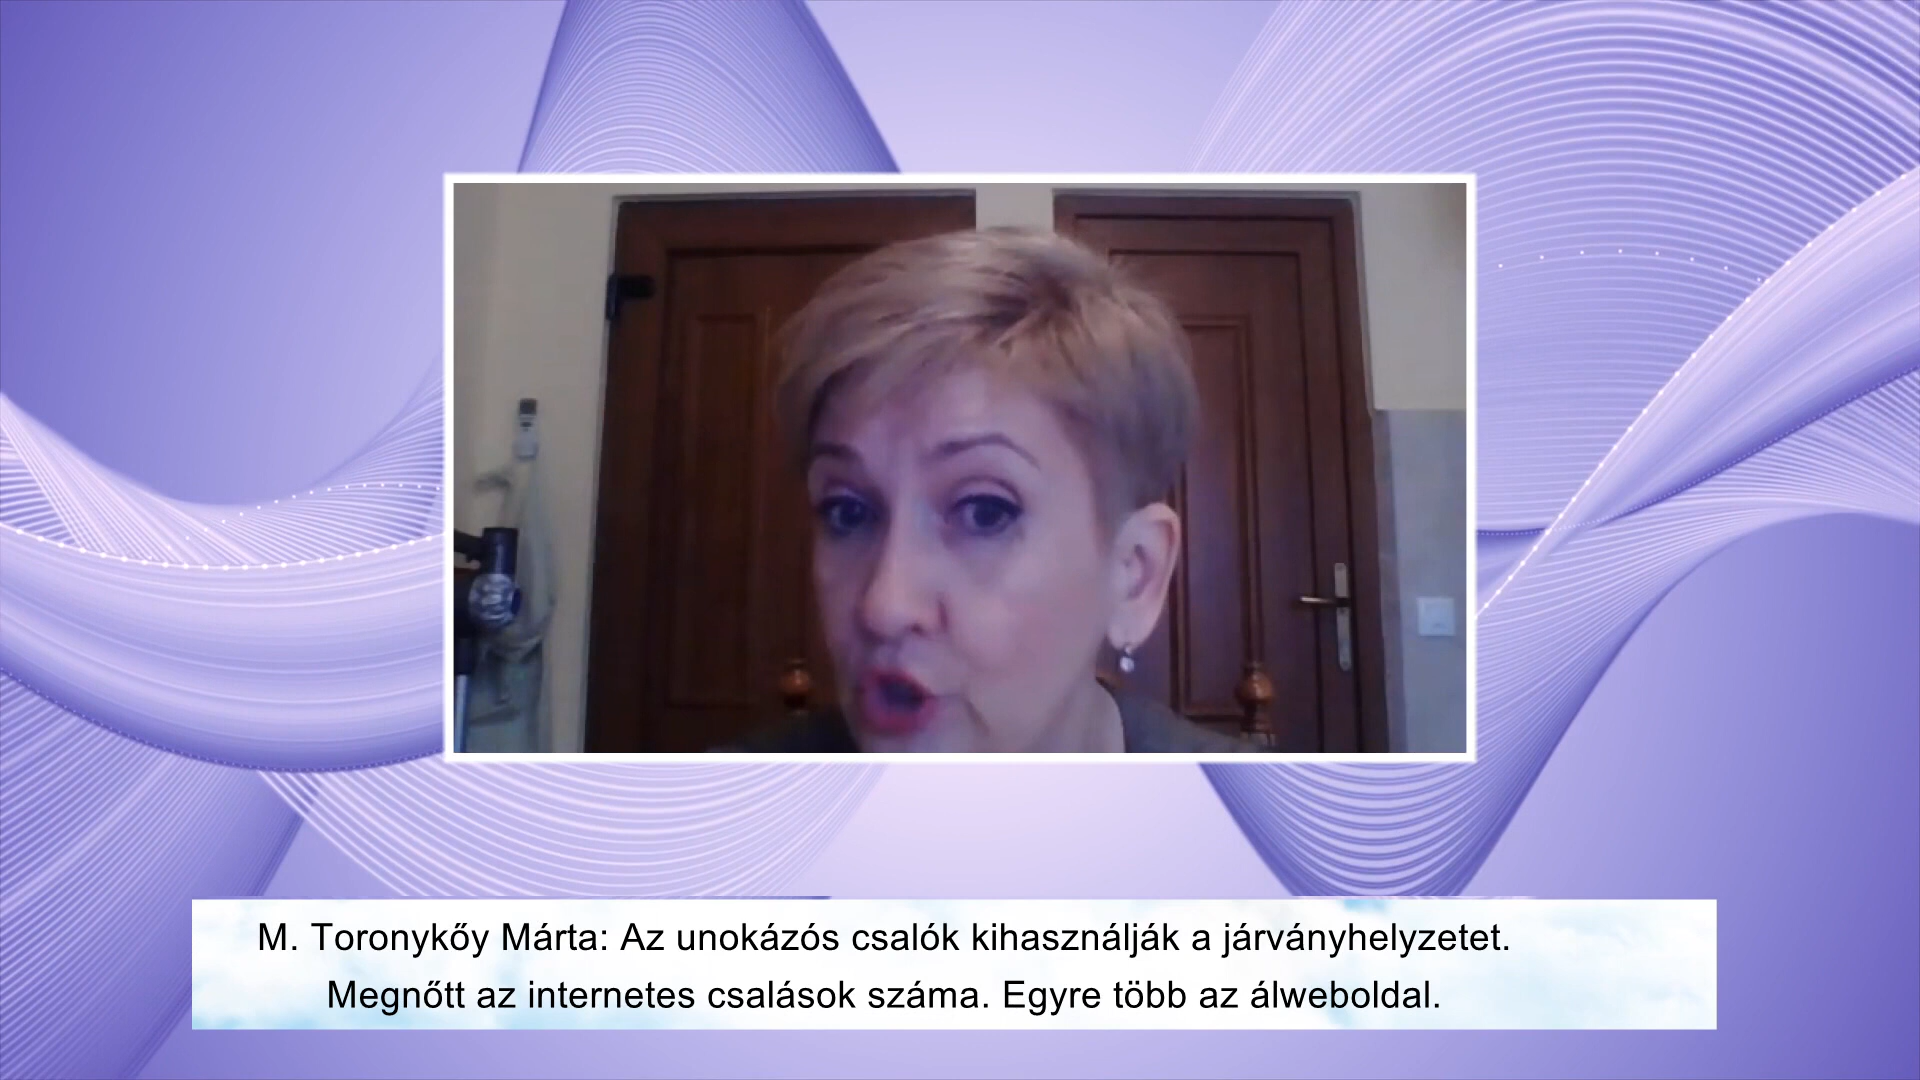 M. Toronykőy Márta: Az unokázós csalók kihasználják a járványhelyzetet.
Megnőtt az internetes csalások száma. Egyre több az álweboldal.